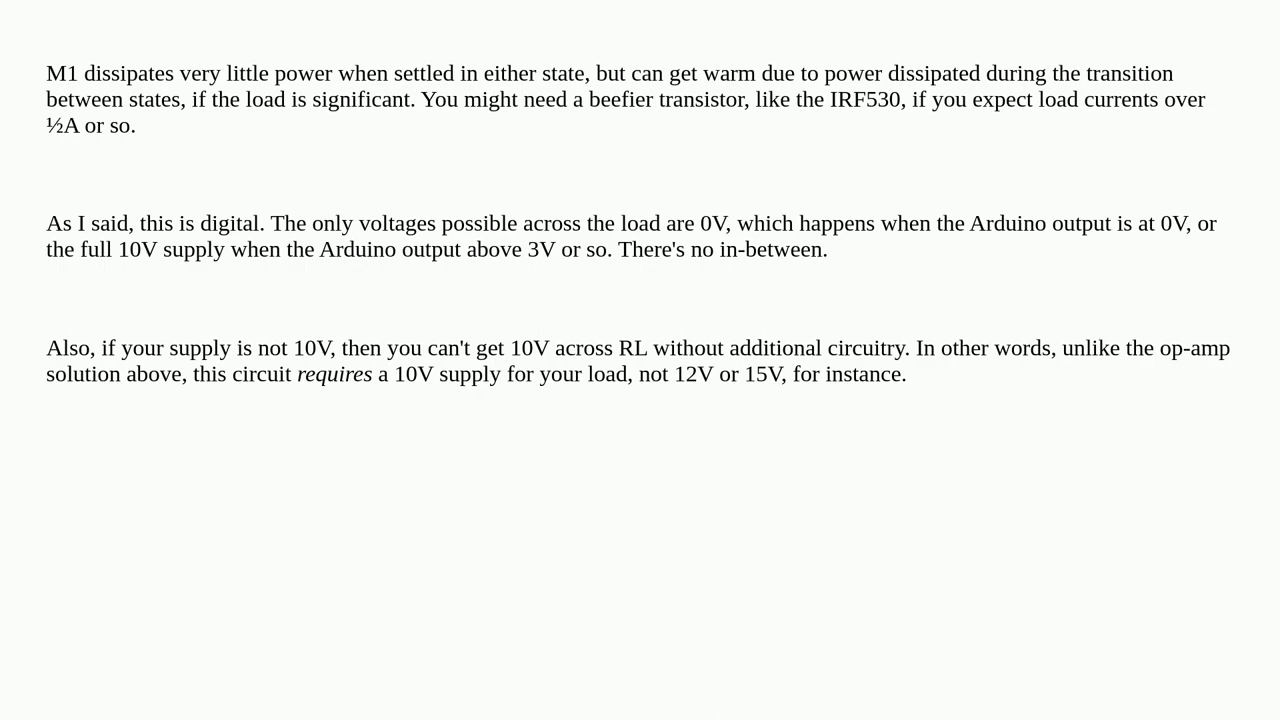 M1 dissipates very little power when settled in either state, but can get warm due to power dissipated during the transition
between states, if the load is significant. You might need a beefier transistor, like the IRF530, if you expect load currents over
½A or so.
As I said, this is digital. The only voltages possible across the load are 0V, which happens when the Arduino output is at 0V, or
the full 10V supply when the Arduino output above 3V or so. There's no in-between.
Also, if your supply is not 10V, then you can't get 10V across RL without additional circuitry. In other words, unlike the op-amp
solution above, this circuit requires a 10V supply for your load, not 12V or 15V, for instance.